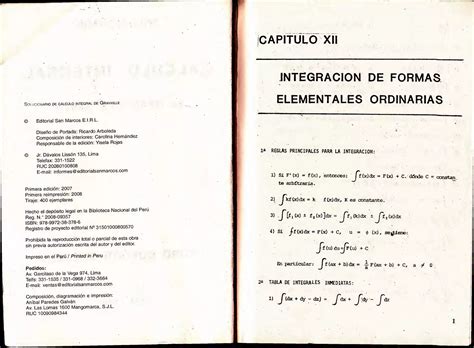 SOLUCIONARIO DE CALCULO INTEGRAL DE GRANVILLE
© Editorial San Marcos E.I.R.L.
Diseño de Portada: Ricardo Arboleda
Composición de interiores: Carolina Hernández
Responsable de la edición: Yisela Rojas
© Jr. Dávalos Lissón 135, Lima
Telefax: 331-1522
RUC 20260100808
E-mail: informes@editorialsanmarcos.com
Primera edición: 2007
Primera reimpresión: 2008
Tiraje: 400 ejemplares
Hecho el depósito legal en la Biblioteca Nacional del Perú
Reg. N.° 2008-09357
ISBN: 978-9972-38-376-6
Registro de proyecto editorial N° 31501000800570
Prohibida la reproducción total o parcial de esta obra
sin previa autorización escrita del autor y del editor.
Impreso en el Perú / Printed in Peru
Pedidos:
Av. Garcilaso de la Vega 974, Lima
Telfs: 331-1535 / 331-0968 / 332-3664
E-mail: ventas@editorialsanmarcos.com
Composición, diagramación e impresión:
Aníbal Paredes Galván
Av. Las Lomas 1600 Mangomarca, S.J.L.
RUC 10090984344
CAPITULO XII
INTEGRACION DE FORMAS
ELEMENTALES ORDINARIAS
1ª REGLAS PRINCIPALES PARA LA INTEGRACION:
1) Si F'(x) = f(x), entonces: ∫f(x)dx = F(x) + C. dónde C = constan_
te arbitraria.
2) ∫kf(x)dx = k ∫f(x)dx, K es constante.
3) ∫[f₁(x) ± f₂(x)]dx = ∫f₁(x)dx ± ∫f₂(x)dx
4) Si ∫f(x)dx = F(x) + C, u = φ(x), se tiene:
∫f(u)du = F(u) + C
En particular: ∫f(ax + b)dx = 1/a F(ax + b) + C, a ≠ 0
2ª TABLA DE INTEGRALES INMEDIATAS:
1) ∫(dx + dy - dz) = ∫dx + ∫dy - ∫dz
1